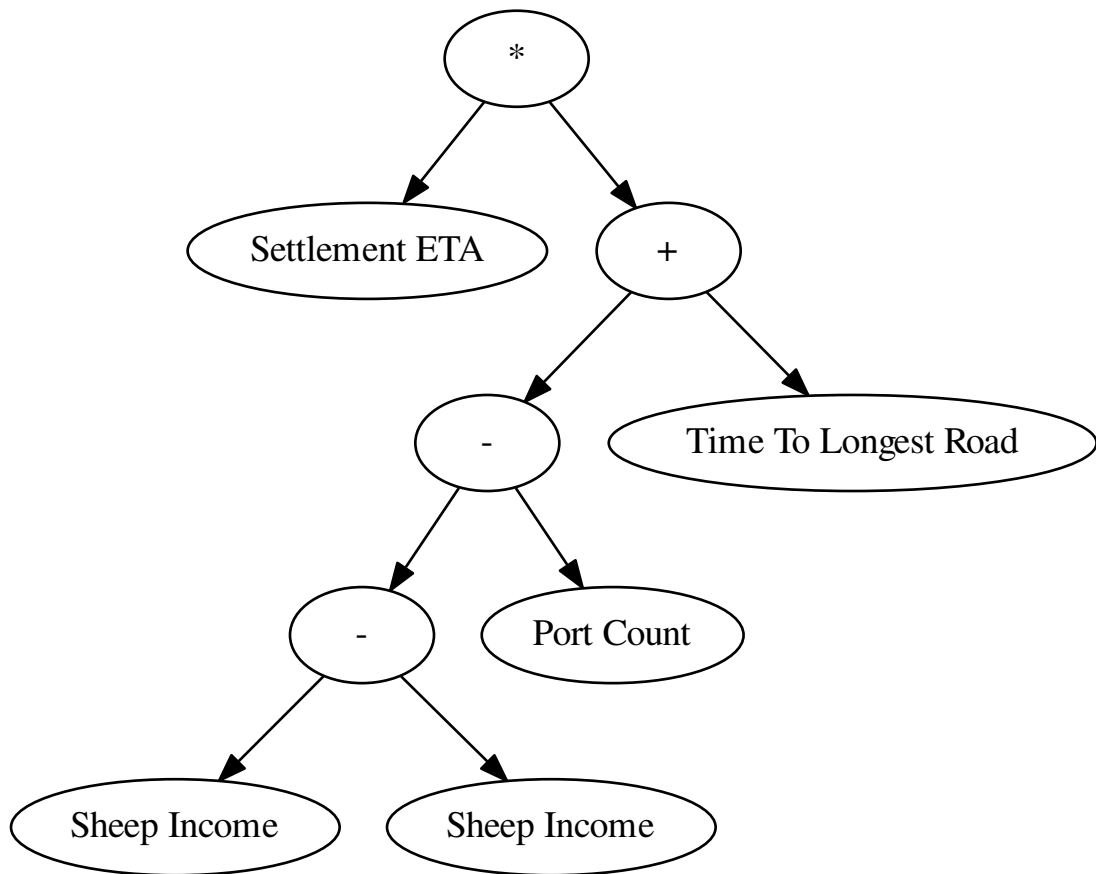 *
Settlement ETA
+
-
Time To Longest Road
-
Port Count
Sheep Income
Sheep Income